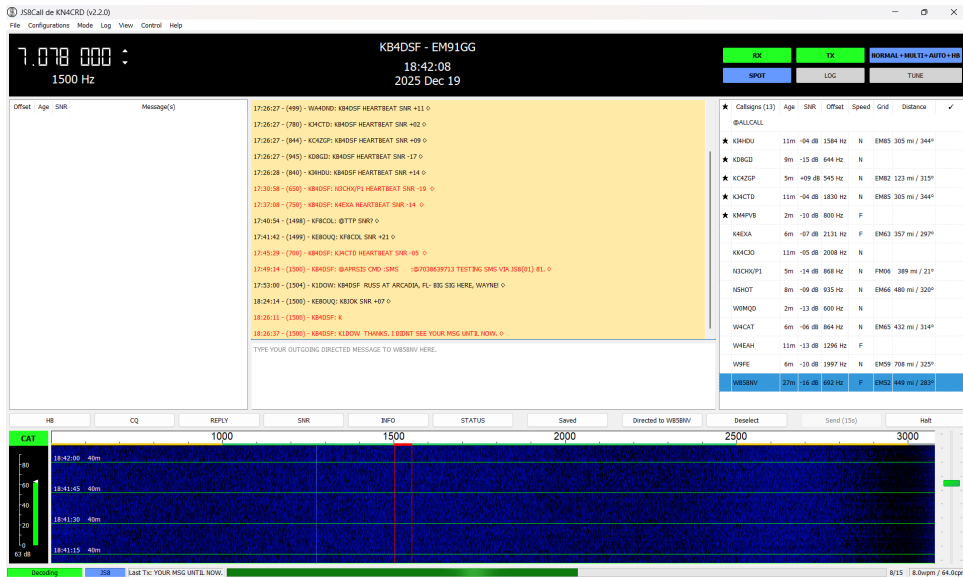 JS8Call de KN4CRD (v2.2.0)
File Configurations Mode Log View Control Help
7.078 000
1500 Hz
KB4DSF - EM91GG
18:42:08
2025 Dec 19
RX TX NORMAL+MULTI+AUTO+HB
SPOT LOG TUNE
Offset Age SNR Message(s)
17:26:27 - (499) - WA4DND: KB4DSF HEARTBEAT SNR +11 ♢
17:26:27 - (780) - KJ4CTD: KB4DSF HEARTBEAT SNR +02 ♢
17:26:27 - (844) - KC4ZGP: KB4DSF HEARTBEAT SNR +09 ♢
17:26:27 - (945) - KD8GIJ: KB4DSF HEARTBEAT SNR -17 ♢
17:26:28 - (840) - KI4HDU: KB4DSF HEARTBEAT SNR +14 ♢
17:30:58 - (650) - KB4DSF: N3CHX/P1 HEARTBEAT SNR -19 ♢
17:37:08 - (750) - KB4DSF: K4EXA HEARTBEAT SNR -14 ♢
17:40:54 - (1498) - KF8COL: @TTP SNR? ♢
17:41:42 - (1499) - KE8OUQ: KF8COL SNR +21 ♢
17:45:29 - (700) - KB4DSF: KJ4CTD HEARTBEAT SNR -05 ♢
17:49:14 - (1500) - KB4DSF: @APRSIS CMD :SMS :@7038639713 TESTING SMS VIA JS8{01} 81. ♢
17:53:00 - (1504) - K1DOW: KB4DSF RUSS AT ARCADIA, FL- BIG SIG HERE, WAYNE! ♢
18:24:14 - (1500) - KE8OUQ: K8JOK SNR +07 ♢
18:26:11 - (1500) - KB4DSF: K
18:26:37 - (1500) - KB4DSF: K1DOW THANKS. I DIDNT SEE YOUR MSG UNTIL NOW. ♢
TYPE YOUR OUTGOING DIRECTED MESSAGE TO W8SBNV HERE.
★ Callsigns (13) Age SNR Offset Speed Grid Distance ✓
@ALLCALL
★ KI4HDU 11m -04 dB 1584 Hz N EM85 305 mi / 344°
★ KD8GIJ 9m -15 dB 644 Hz N
★ KC4ZGP 5m +09 dB 545 Hz N EM82 123 mi / 315°
★ KJ4CTD 11m -04 dB 1830 Hz N EM85 305 mi / 344°
★ KM4PVB 2m -10 dB 800 Hz F
K4EXA 6m -07 dB 2131 Hz F EM63 357 mi / 297°
KK4CJO 11m -05 dB 2008 Hz N
N3CHX/P1 5m -14 dB 868 Hz N FM06 389 mi / 21°
N5HOT 8m -09 dB 935 Hz N EM66 480 mi / 320°
W0MQD 2m -13 dB 600 Hz N
W4CAT 6m -06 dB 864 Hz N EM65 432 mi / 314°
W4EAH 11m -13 dB 1296 Hz F
W9FE 6m -10 dB 1997 Hz N EM59 708 mi / 325°
W8SBNV 27m -16 dB 692 Hz F EM52 449 mi / 283°
HB CQ REPLY SNR INFO STATUS Saved Directed to W8SBNV Deselect Send (15s) Halt
CAT 1000 1500 2000 2500 3000
80
60
40
20
0
63 dB
18:42:00 40m
18:41:45 40m
18:41:30 40m
18:41:15 40m
Decoding JS8 Last Tx: YOUR MSG UNTIL NOW. 8/15 8.0wpm / 64.0cpm